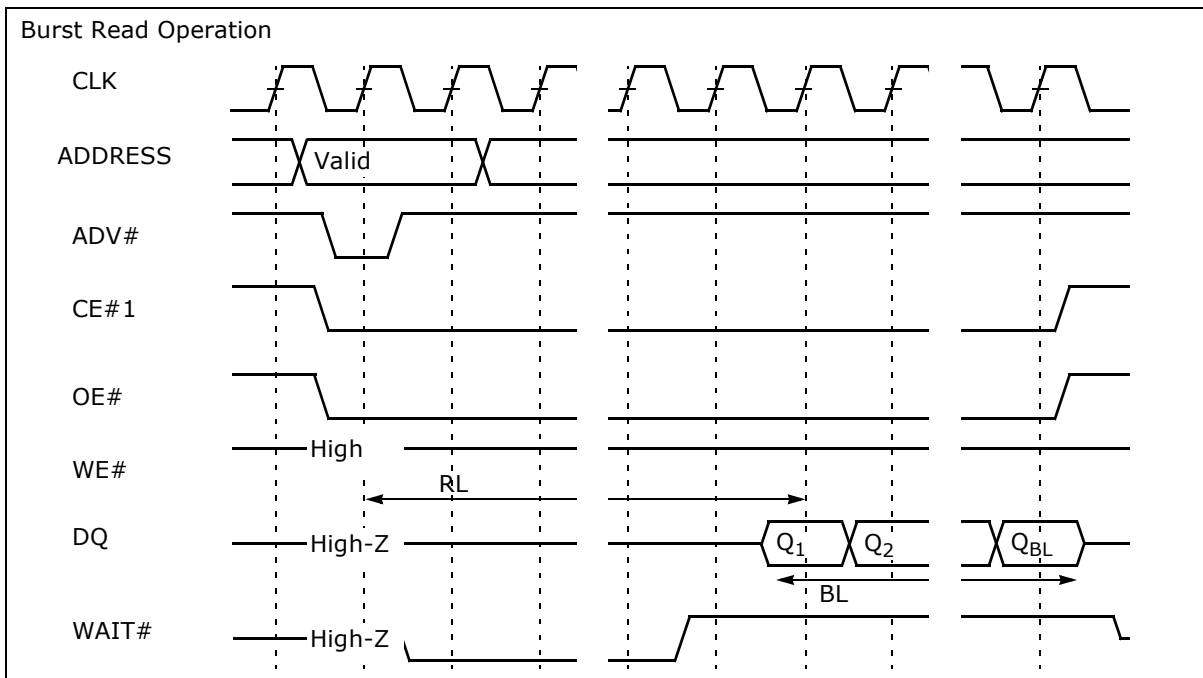 Burst Read Operation
CLK
ADDRESS
Valid
ADV#
CE#1
OE#
High
WE#
RL
DQ
High-Z
Q1
Q2
QBL
BL
WAIT#
High-Z